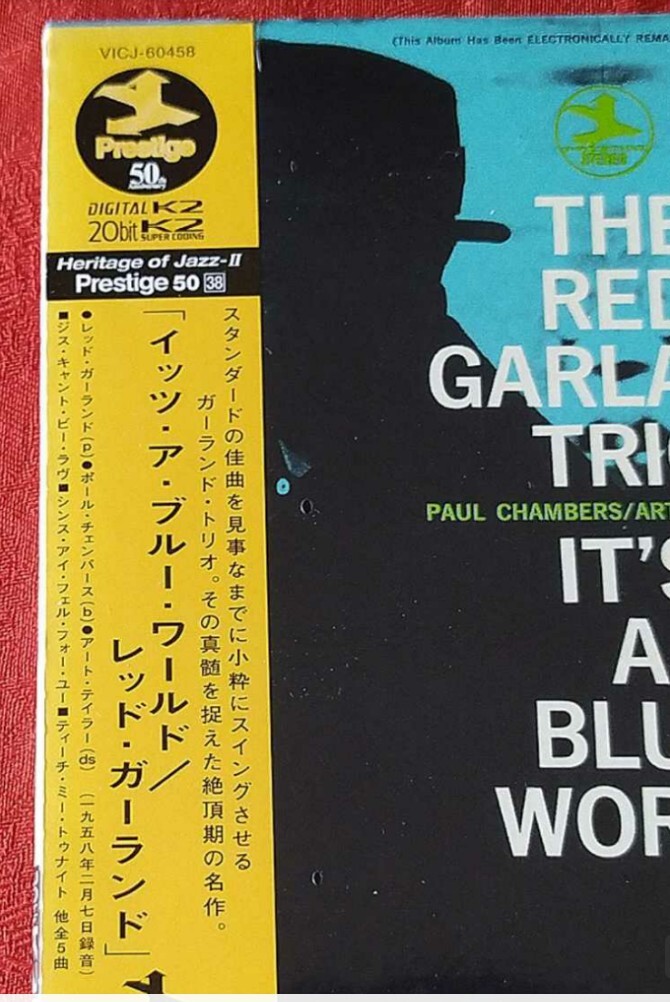 VICJ-60458
Prestige
50th
Anniversary
DIGITAL K2
20bit K2
SUPER CODING
Heritage of Jazz-II
Prestige 50 38
スタンダードの佳曲を見事なまでに小粋にスイングさせる
ガーランド・トリオ。その真髄を捉えた絶頂期の名作。
「イッツ・ア・ブルー・ワールド/
レッド・ガーランド」
●レッド・ガーランド(p)●ポール・チェンバース(b)●アート・テイラー(ds) (一九五八年二月七日録音)
■ジス・キャント・ビー・ラヴ■シンス・アイ・フェル・フォー・ユー■ティーチ・ミー・トゥナイト 他全5曲
(This Album Has Been ELECTRONICALLY REMA
THE
RED
GARLA
TRIO
PAUL CHAMBERS/ART
IT'S
A
BLU
WOR